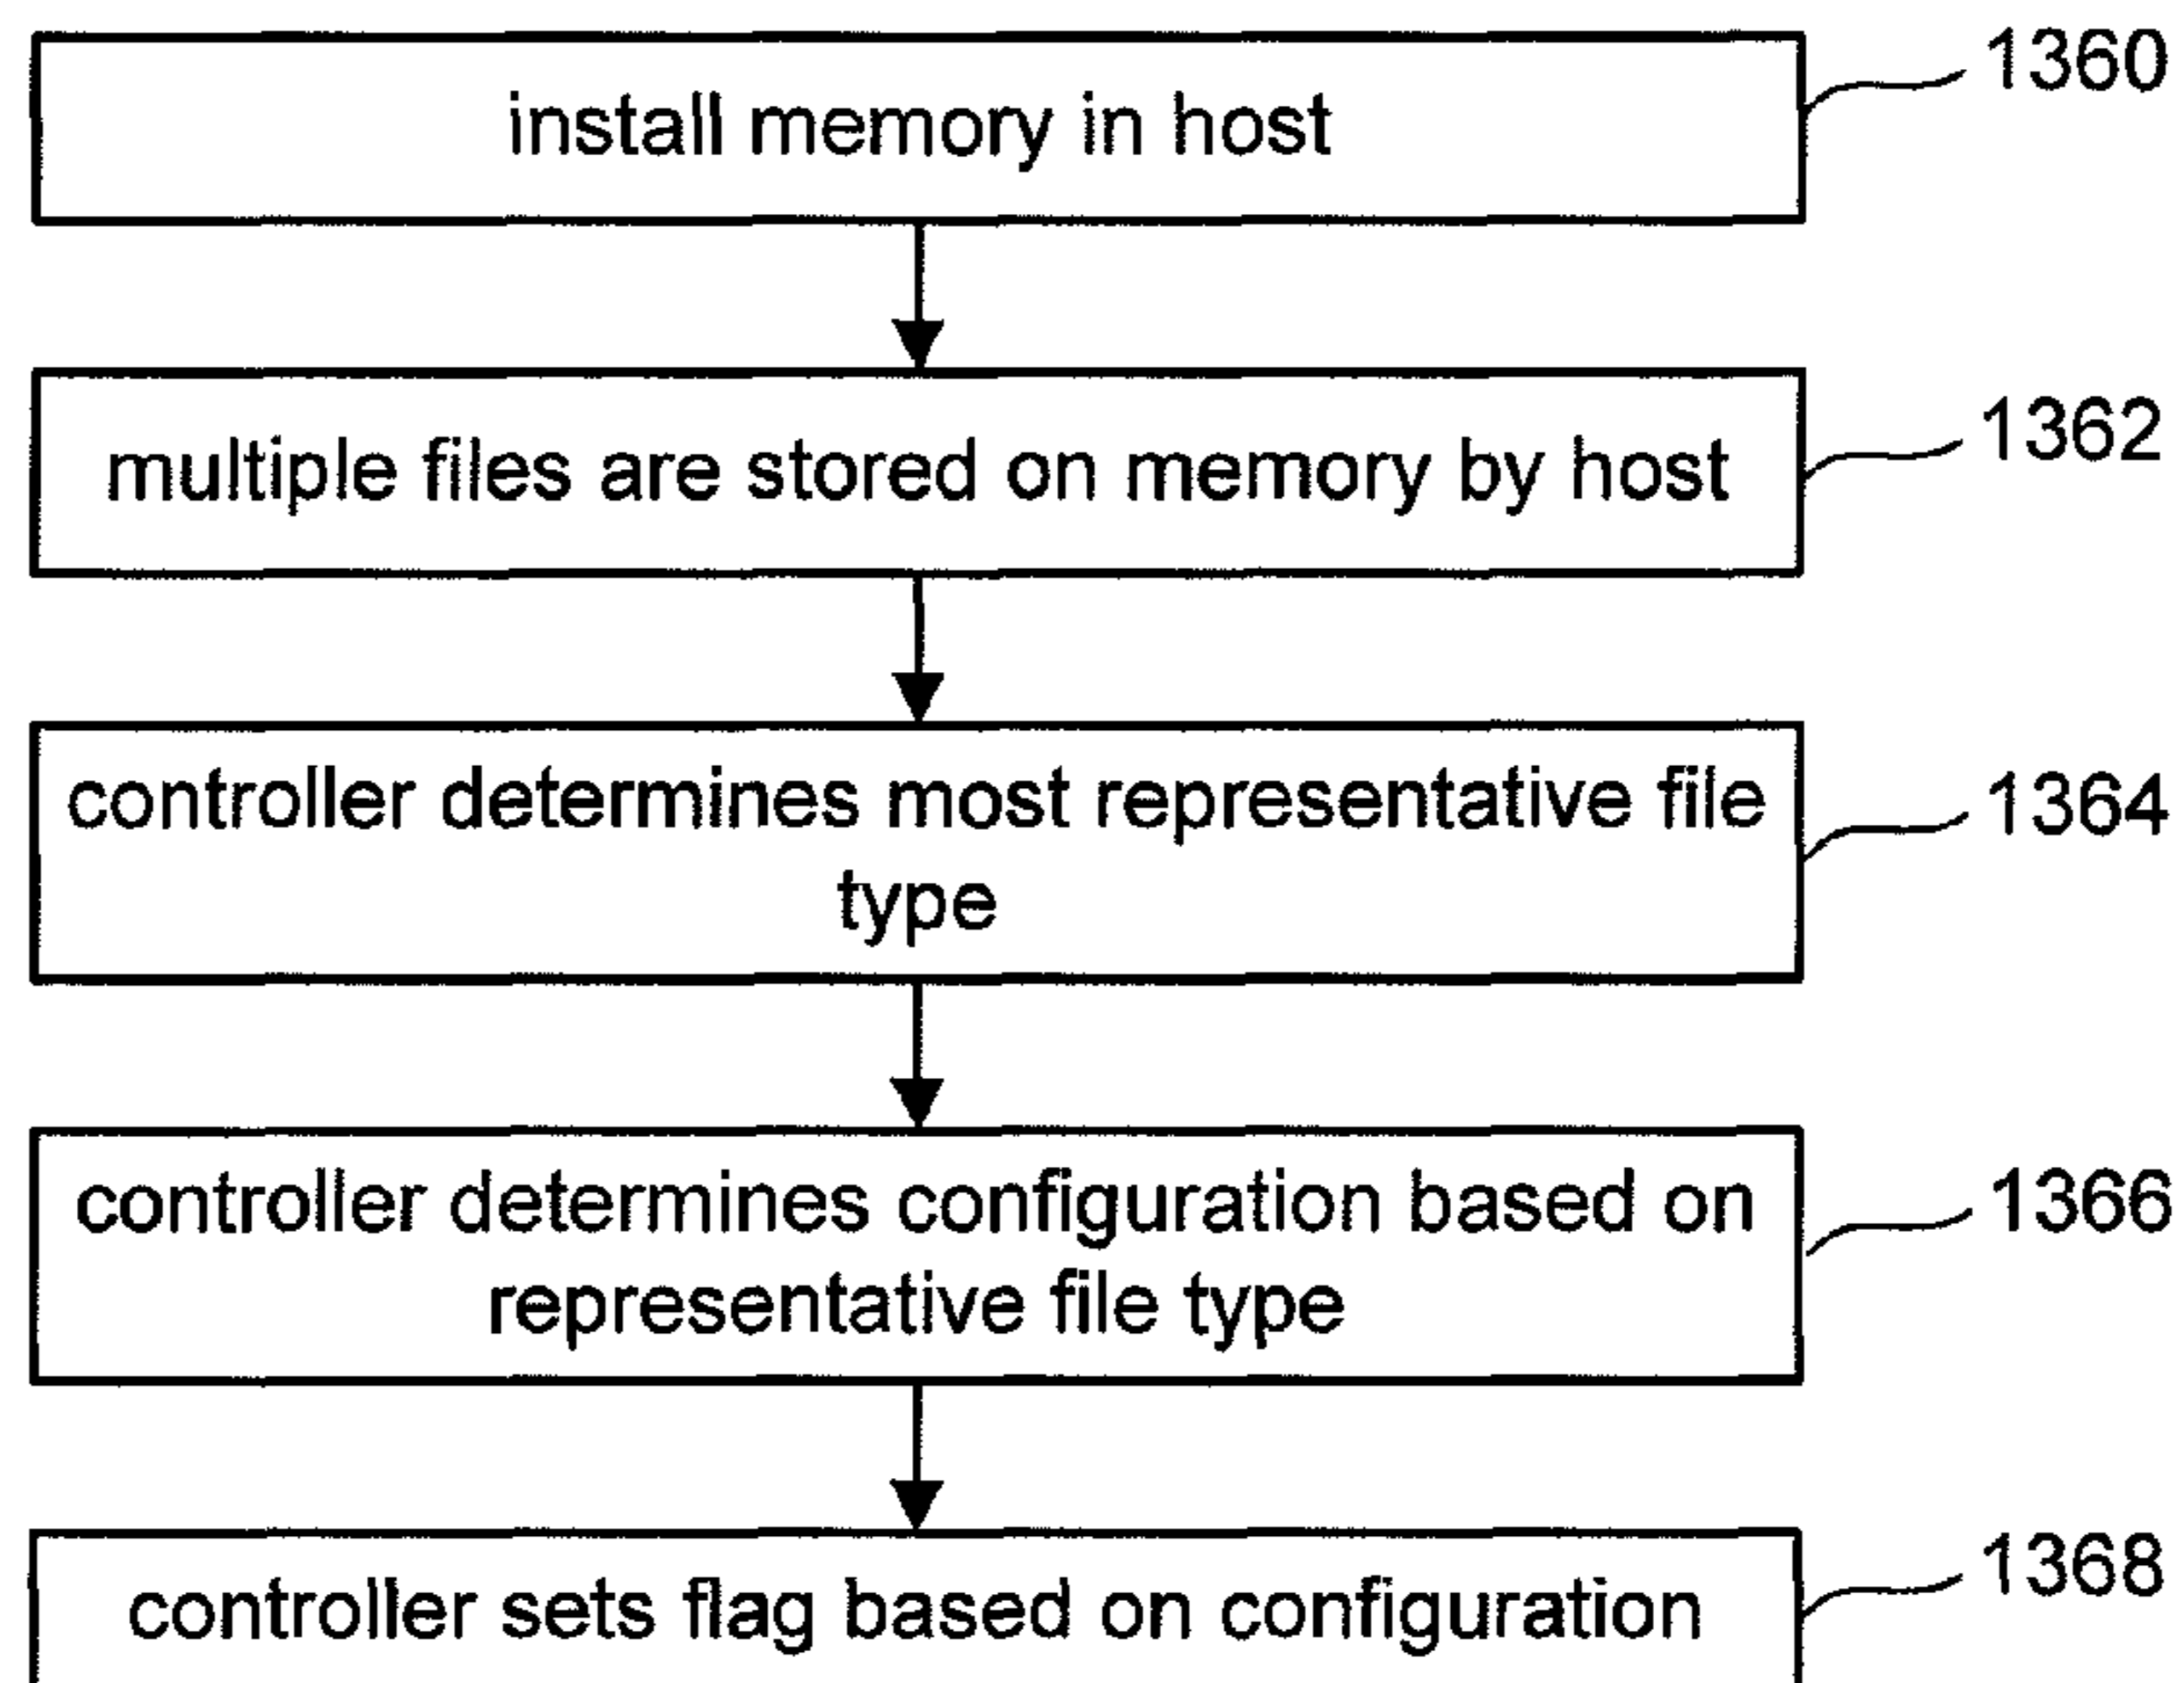 install memory in host
1360
multiple files are stored on memory by host
1362
controller determines most representative file
type
1364
controller determines configuration based on
representative file type
1366
controller sets flag based on configuration
1368